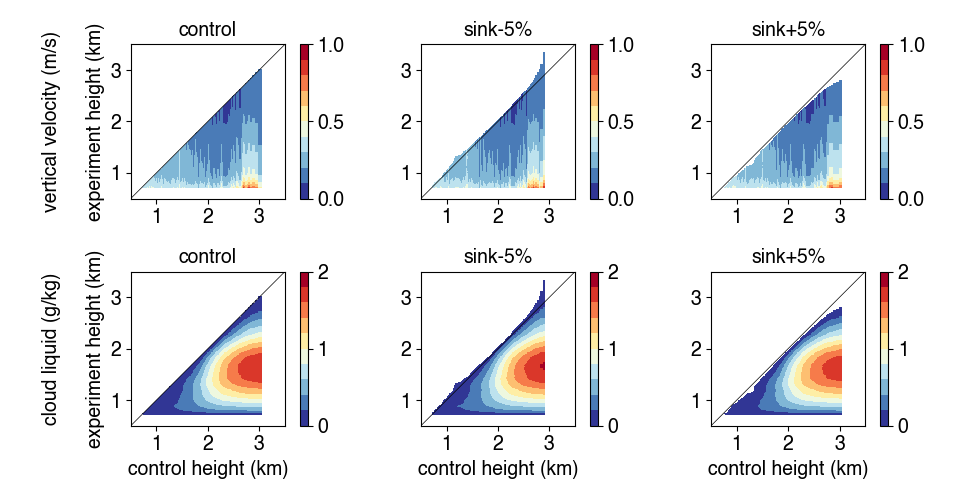 control
sink-5%
sink+5%
vertical velocity (m/s)
experiment height (km)
3
2
1
1 2 3
1.0
0.5
0.0
3
2
1
1 2 3
1.0
0.5
0.0
3
2
1
1 2 3
1.0
0.5
0.0
control
sink-5%
sink+5%
cloud liquid (g/kg)
experiment height (km)
3
2
1
1 2 3
2
1
0
3
2
1
1 2 3
2
1
0
3
2
1
1 2 3
2
1
0
control height (km)
control height (km)
control height (km)